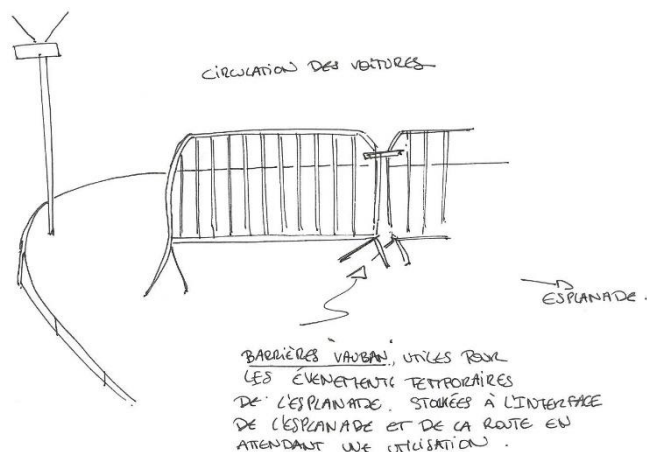 CIRCULATION DES VOITURES
ESPLANADE.
BARRIÈRES VAUBAN, UTILES POUR
LES ÉVENEMENTS TEMPORAIRES
DE L'ESPLANADE. STOCKÉES À L'INTERFACE
DE L'ESPLANADE ET DE LA ROUTE EN
ATTENDANT UNE UTILISATION.